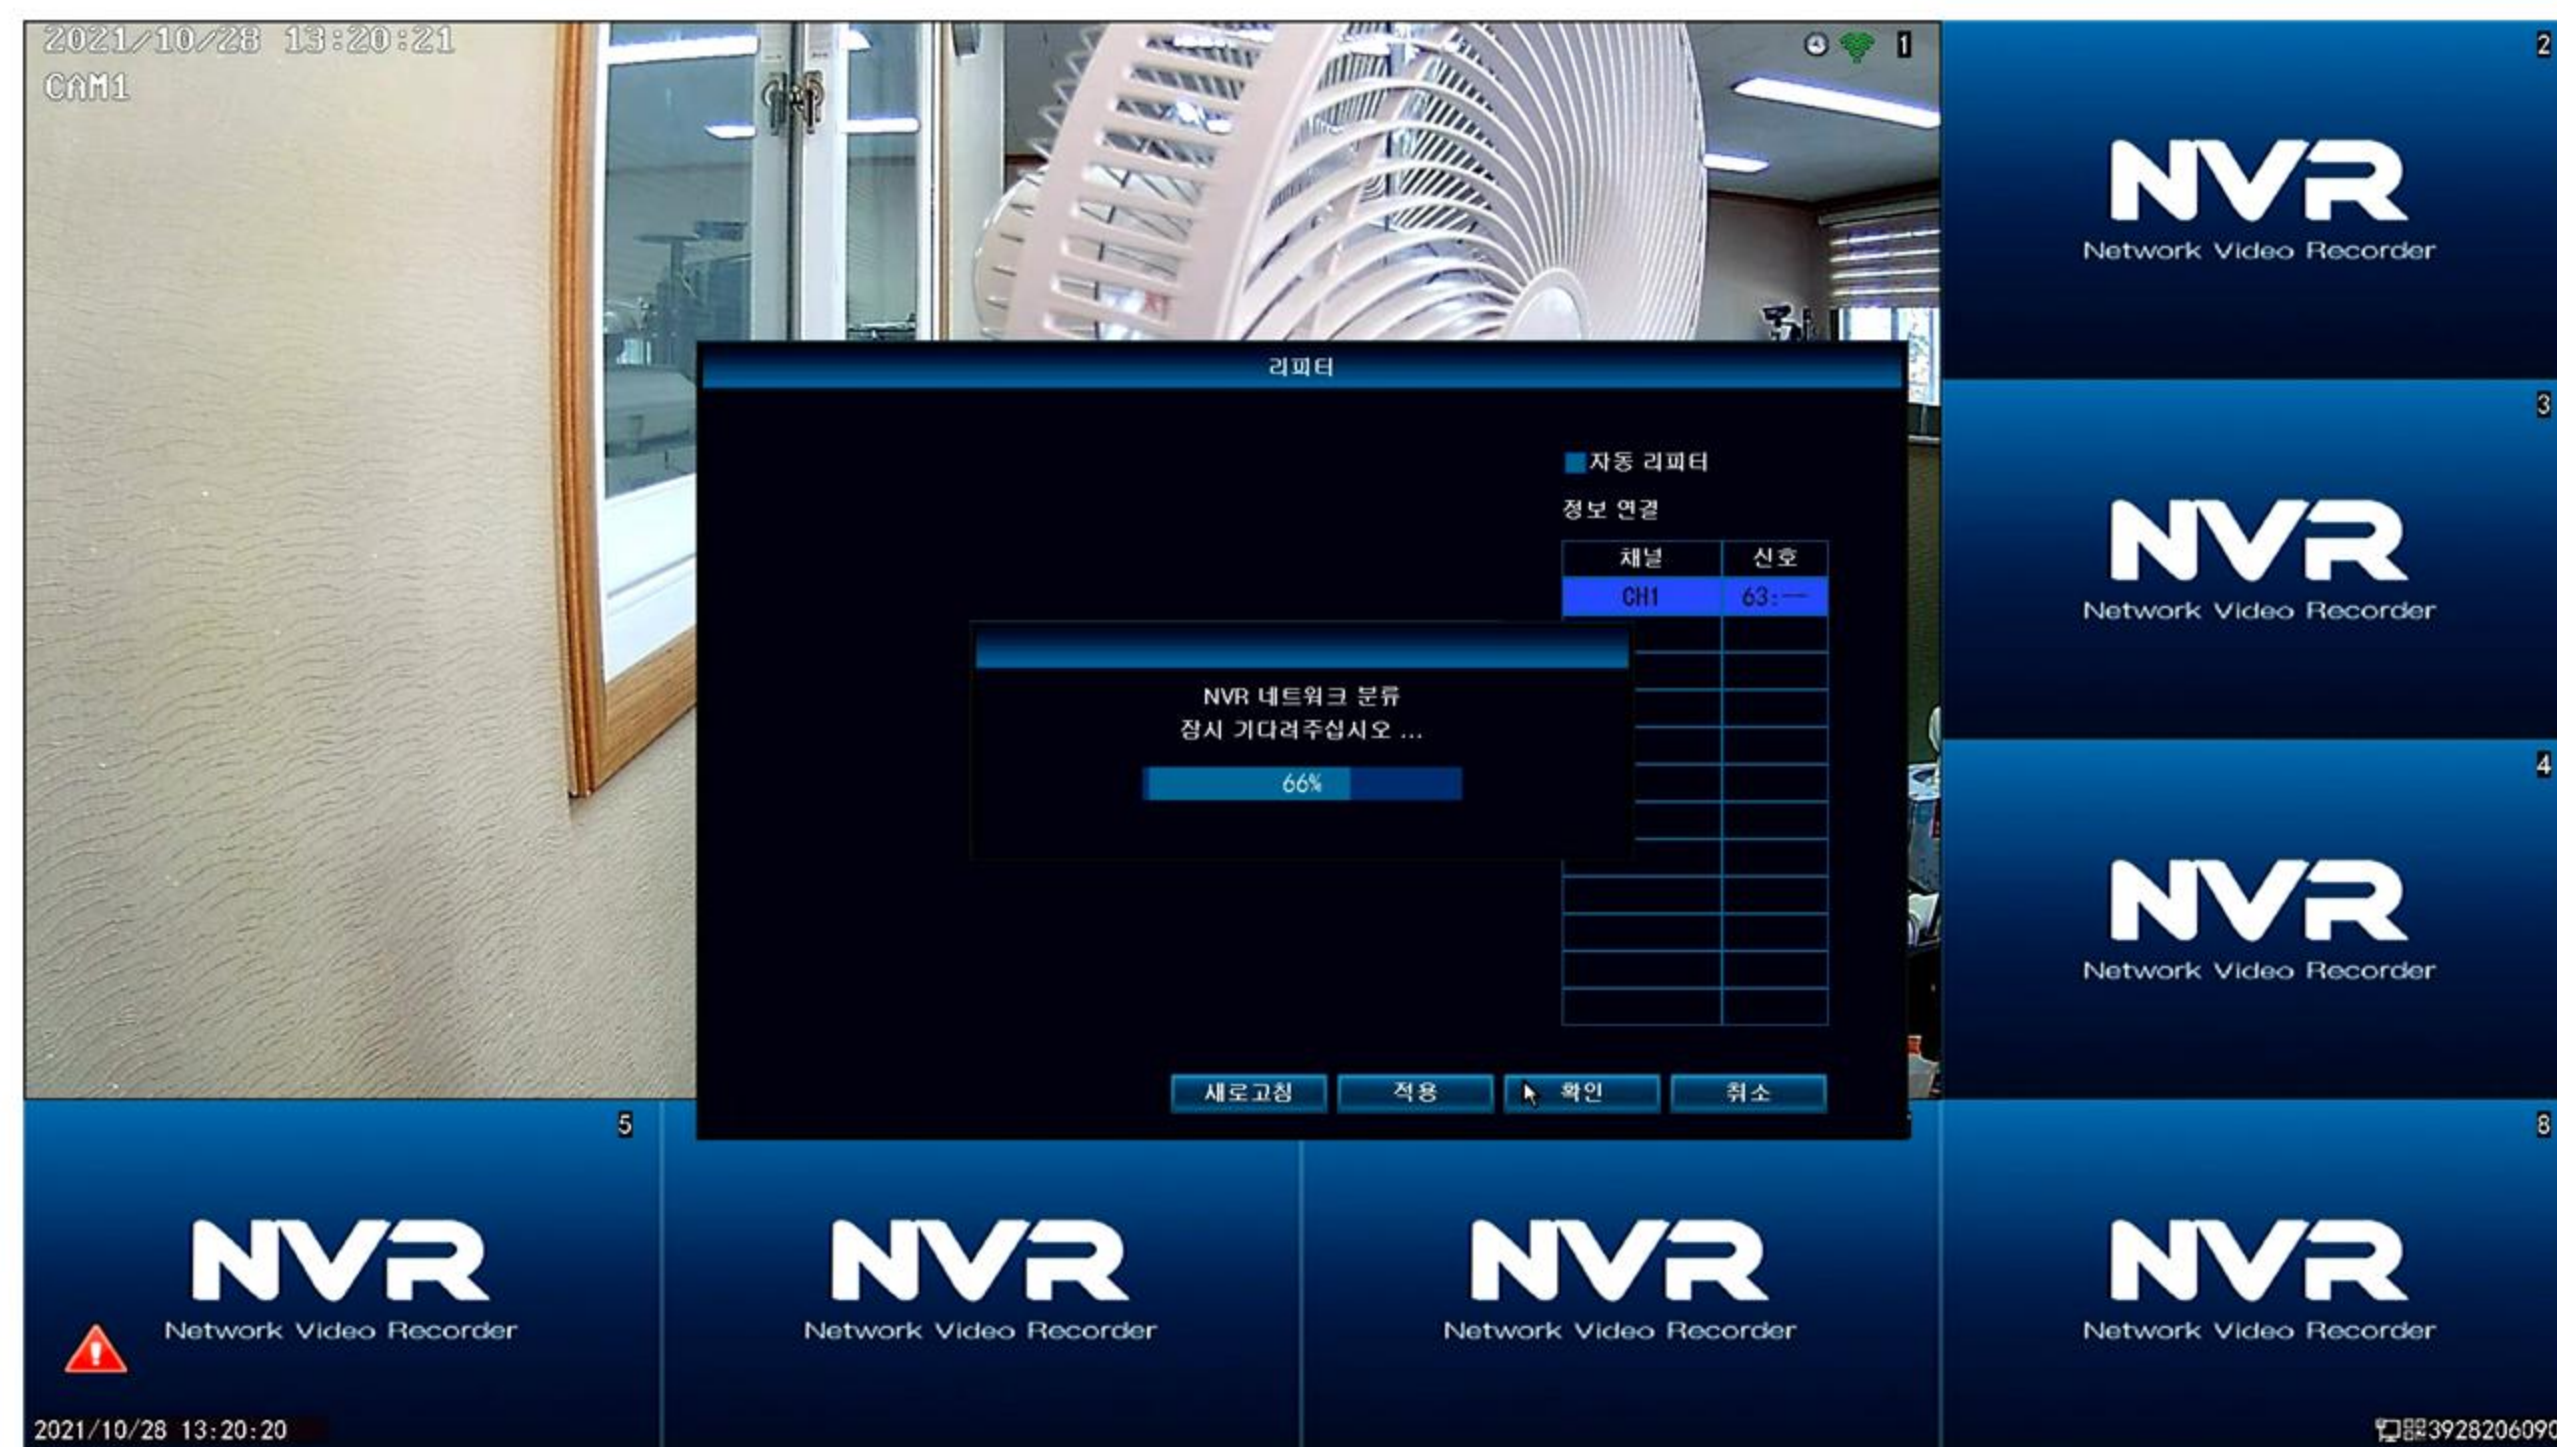 2021/10/28 13:20:21
CAM1
1
2
NVR
Network Video Recorder
리피터
3
NVR
Network Video Recorder
자동 리피터
정보 연결
채널 신호
CH1 63:--
NVR 네트워크 분류
잠시 기다려주십시오 ...
66%
4
NVR
Network Video Recorder
새로고침 적용 확인 취소
5
8
NVR NVR NVR NVR
Network Video Recorder Network Video Recorder Network Video Recorder Network Video Recorder
2021/10/28 13:20:20
3928206090